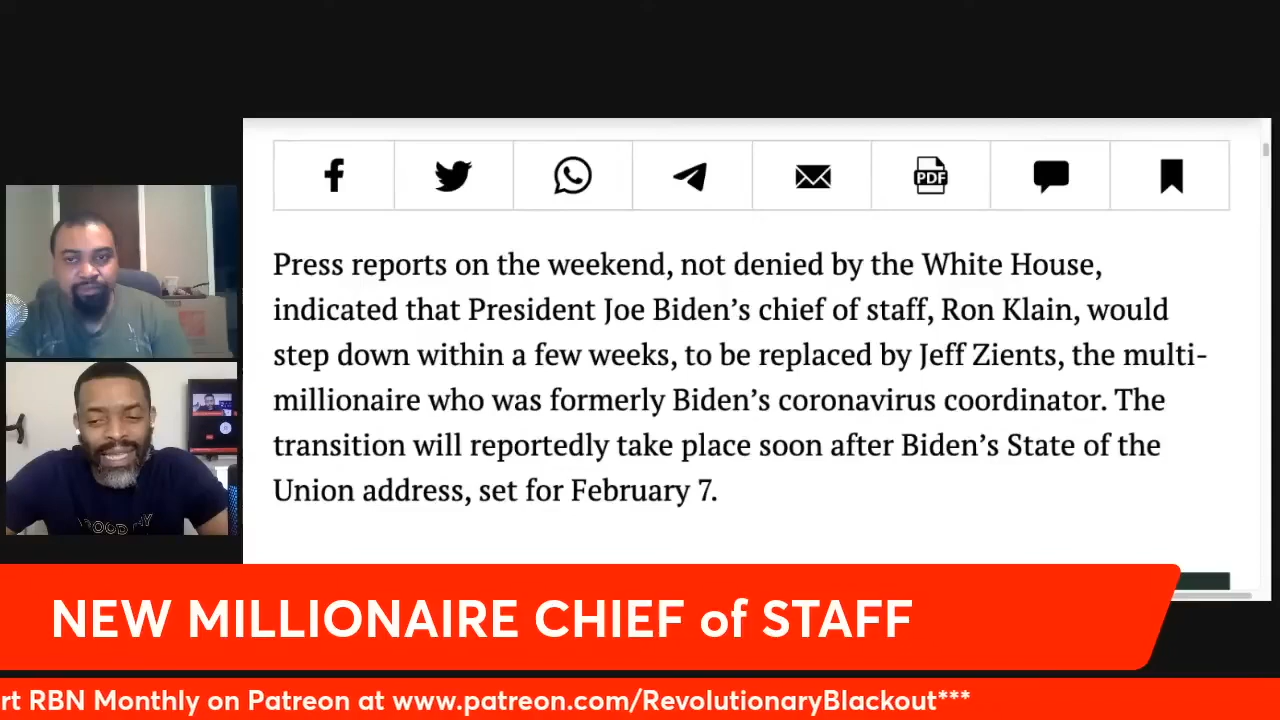 PDF
Press reports on the weekend, not denied by the White House,
indicated that President Joe Biden’s chief of staff, Ron Klain, would
step down within a few weeks, to be replaced by Jeff Zients, the multi-
millionaire who was formerly Biden’s coronavirus coordinator. The
transition will reportedly take place soon after Biden’s State of the
Union address, set for February 7.
NEW MILLIONAIRE CHIEF of STAFF
rt RBN Monthly on Patreon at www.patreon.com/RevolutionaryBlackout***